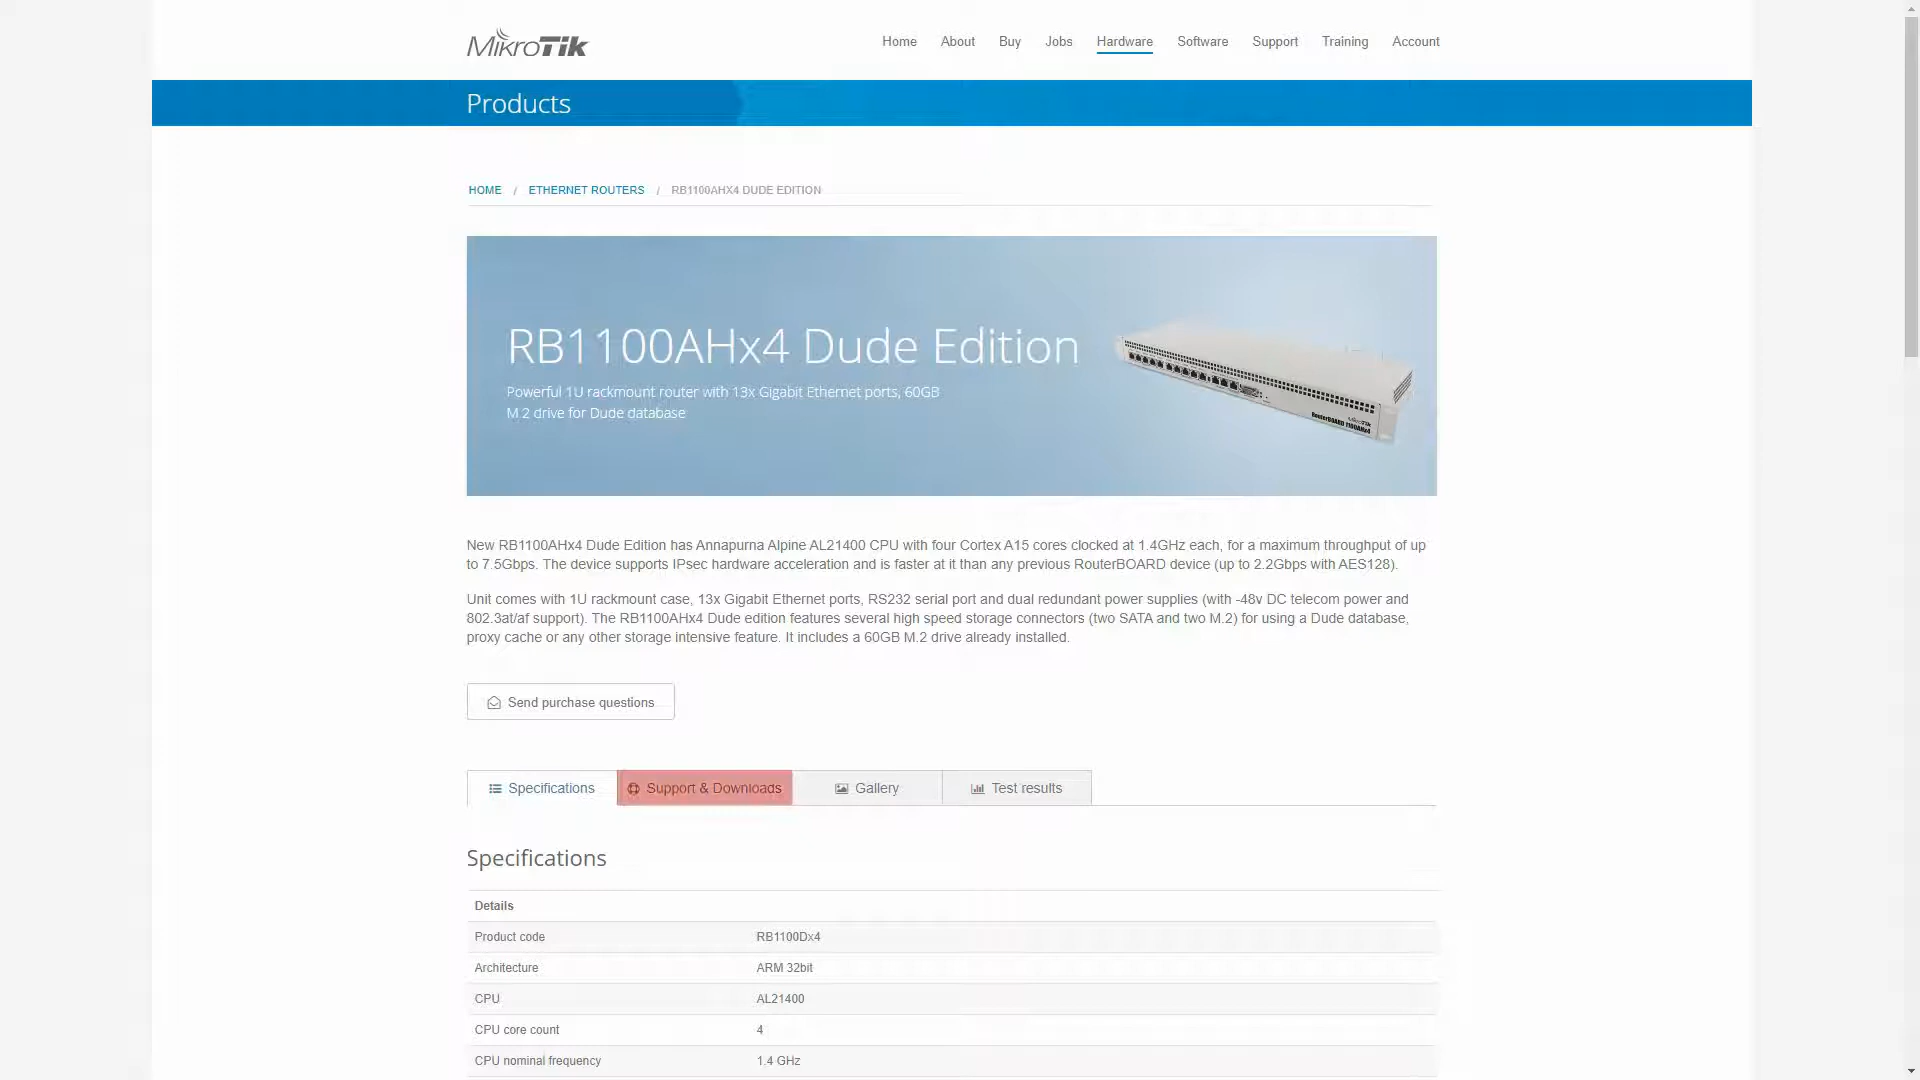 MikroTik
Home About Buy Jobs Hardware Software Support Training Account
Products
HOME / ETHERNET ROUTERS / RB1100AHX4 DUDE EDITION
RB1100AHx4 Dude Edition
Powerful 1U rackmount router with 13x Gigabit Ethernet ports, 60GB
M.2 drive for Dude database
MikroTik
RouterBOARD 1100AHx4
New RB1100AHx4 Dude Edition has Annapurna Alpine AL21400 CPU with four Cortex A15 cores clocked at 1.4GHz each, for a maximum throughput of up
to 7.5Gbps. The device supports IPsec hardware acceleration and is faster at it than any previous RouterBOARD device (up to 2.2Gbps with AES128).
Unit comes with 1U rackmount case, 13x Gigabit Ethernet ports, RS232 serial port and dual redundant power supplies (with -48v DC telecom power and
802.3at/af support). The RB1100AHx4 Dude edition features several high speed storage connectors (two SATA and two M.2) for using a Dude database,
proxy cache or any other storage intensive feature. It includes a 60GB M.2 drive already installed.
Send purchase questions
Specifications Support & Downloads Gallery Test results
Specifications
Details
Product code RB1100Dx4
Architecture ARM 32bit
CPU AL21400
CPU core count 4
CPU nominal frequency 1.4 GHz